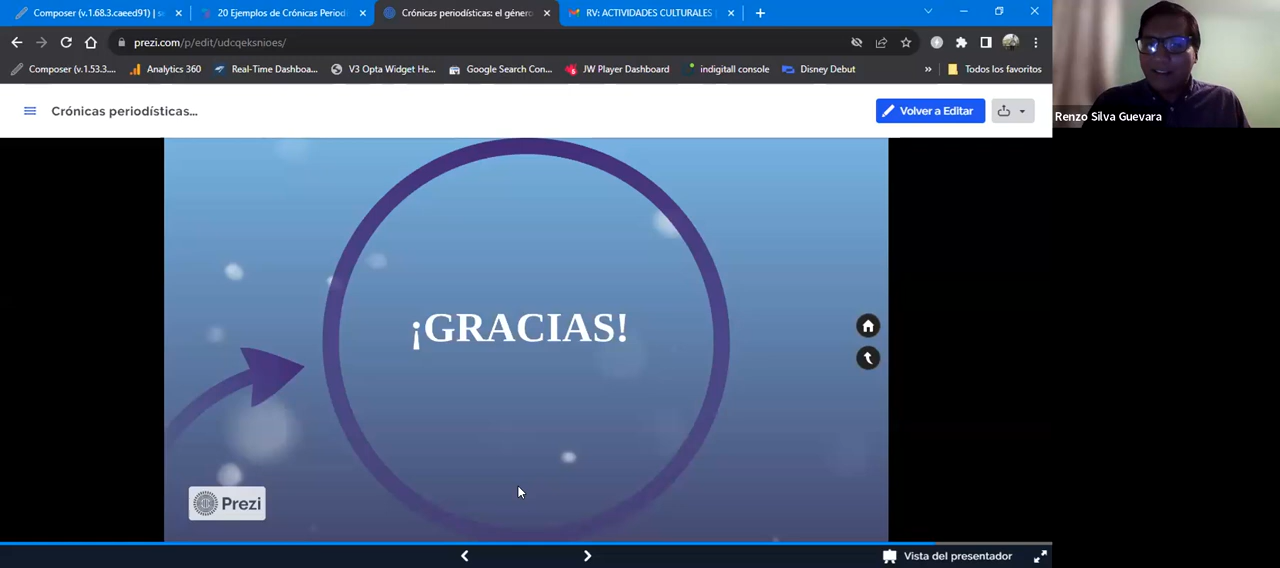 Composer (v.1.68.3.caeed91) | s
20 Ejemplos de Crónicas Period
Crónicas periodísticas: el género
RV: ACTIVIDADES CULTURALES
prezi.com/p/edit/udcqeksnioes/
Composer (v.1.53.3....
Analytics 360
Real-Time Dashboa...
V3 Opta Widget He...
Google Search Con...
JW Player Dashboard
indigitall console
Disney Debut
»
Todos los favoritos
Renzo Silva Guevara
Crónicas periodísticas...
Volver a Editar
¡GRACIAS!
Prezi
Vista del presentador